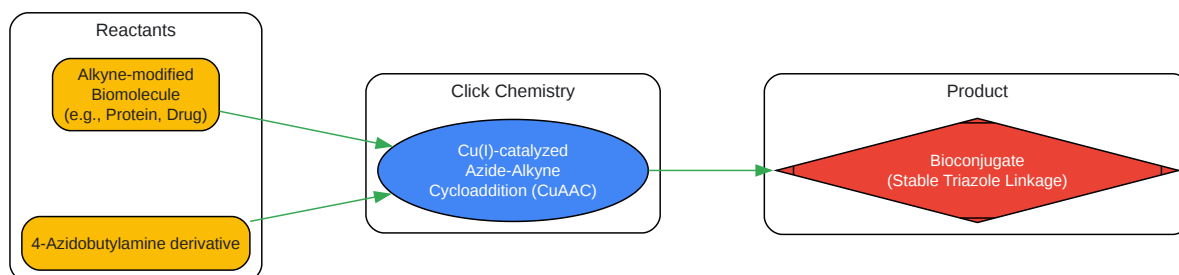 Reactants
Alkyne-modified
Biomolecule
(e.g., Protein, Drug)
4-Azidobutylamine derivative
Click Chemistry
Cu(I)-catalyzed
Azide-Alkyne
Cycloaddition (CuAAC)
Product
Bioconjugate
(Stable Triazole Linkage)